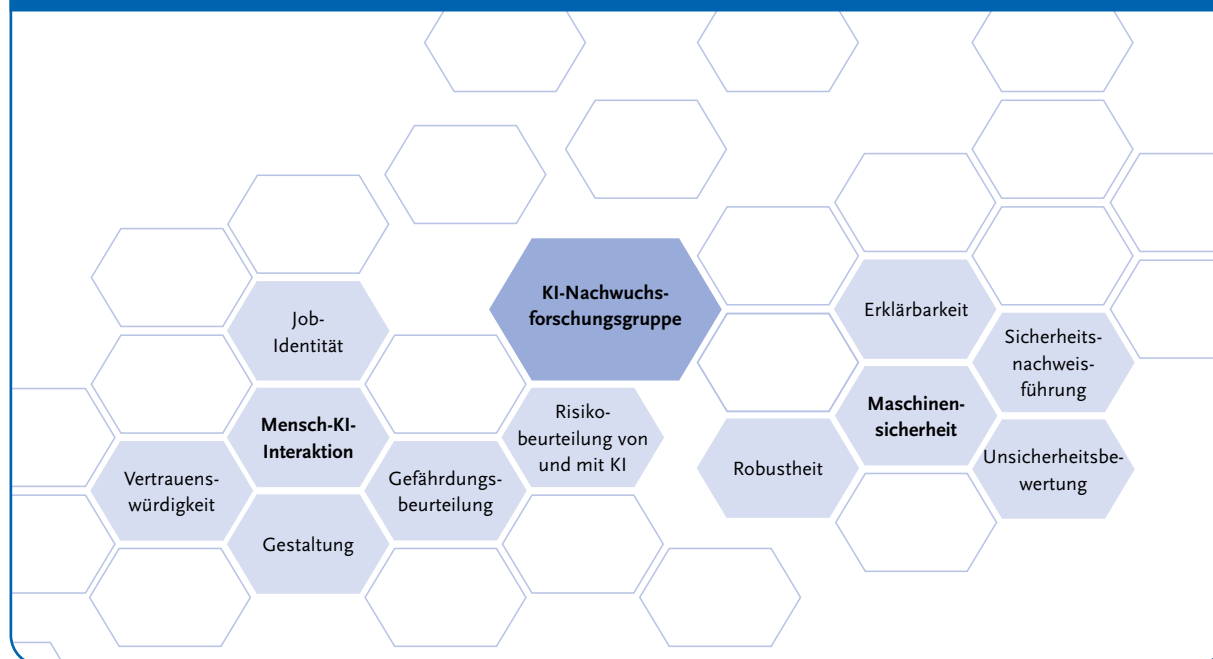 KI-Nachwuchs-
forschungsgruppe
Job-
Identität
Mensch-KI-
Interaktion
Vertrauens-
würdigkeit
Gestaltung
Gefährdungs-
beurteilung
Risiko-
beurteilung von
und mit KI
Erklärbarkeit
Sicherheits-
nachweis-
führung
Maschinen-
sicherheit
Robustheit
Unsicherheitsbe-
wertung